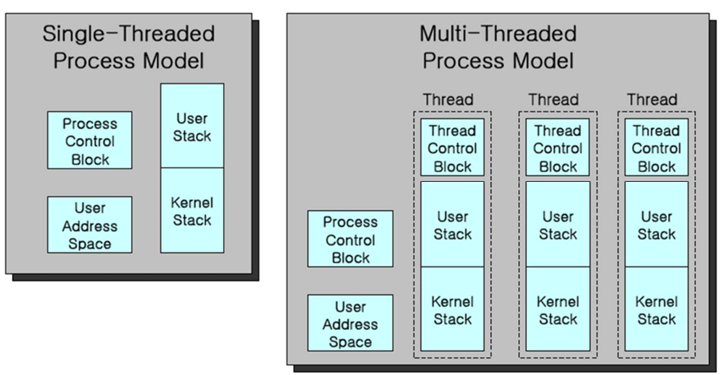 Single-Threaded
Process Model
Process
Control
Block
User
Address
Space
User
Stack
Kernel
Stack
Multi-Threaded
Process Model
Process
Control
Block
User
Address
Space
Thread
Thread
Control
Block
User
Stack
Kernel
Stack
Thread
Thread
Control
Block
User
Stack
Kernel
Stack
Thread
Thread
Control
Block
User
Stack
Kernel
Stack